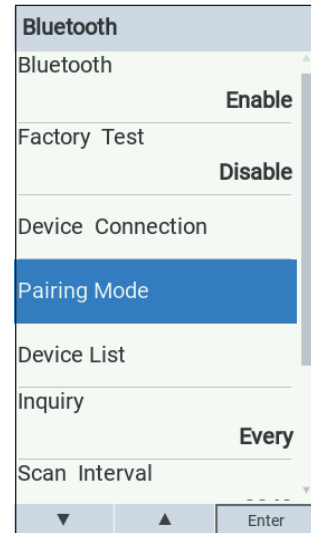 Bluetooth
Bluetooth
Enable
Factory Test
Disable
Device Connection
Pairing Mode
Device List
Inquiry
Every
Scan Interval
▼ ▲ Enter